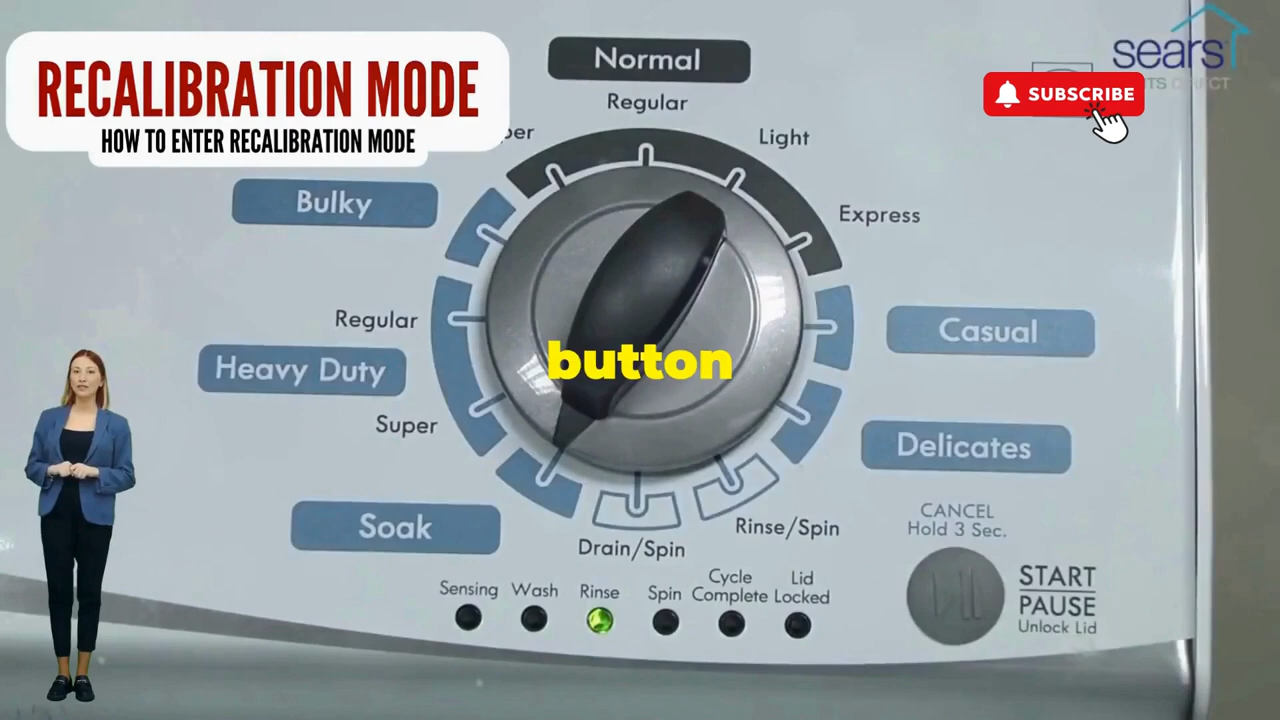 RECALIBRATION MODE
HOW TO ENTER RECALIBRATION MODE
sears
DIRECT
SUBSCRIBE
Normal
Regular
Light
Express
Bulky
Regular
Heavy Duty
Super
Casual
Delicates
button
Soak
Drain/Spin
Rinse/Spin
CANCEL
Hold 3 Sec.
Sensing
Wash
Rinse
Spin
Cycle
Complete
Lid
Locked
START
PAUSE
Unlock Lid